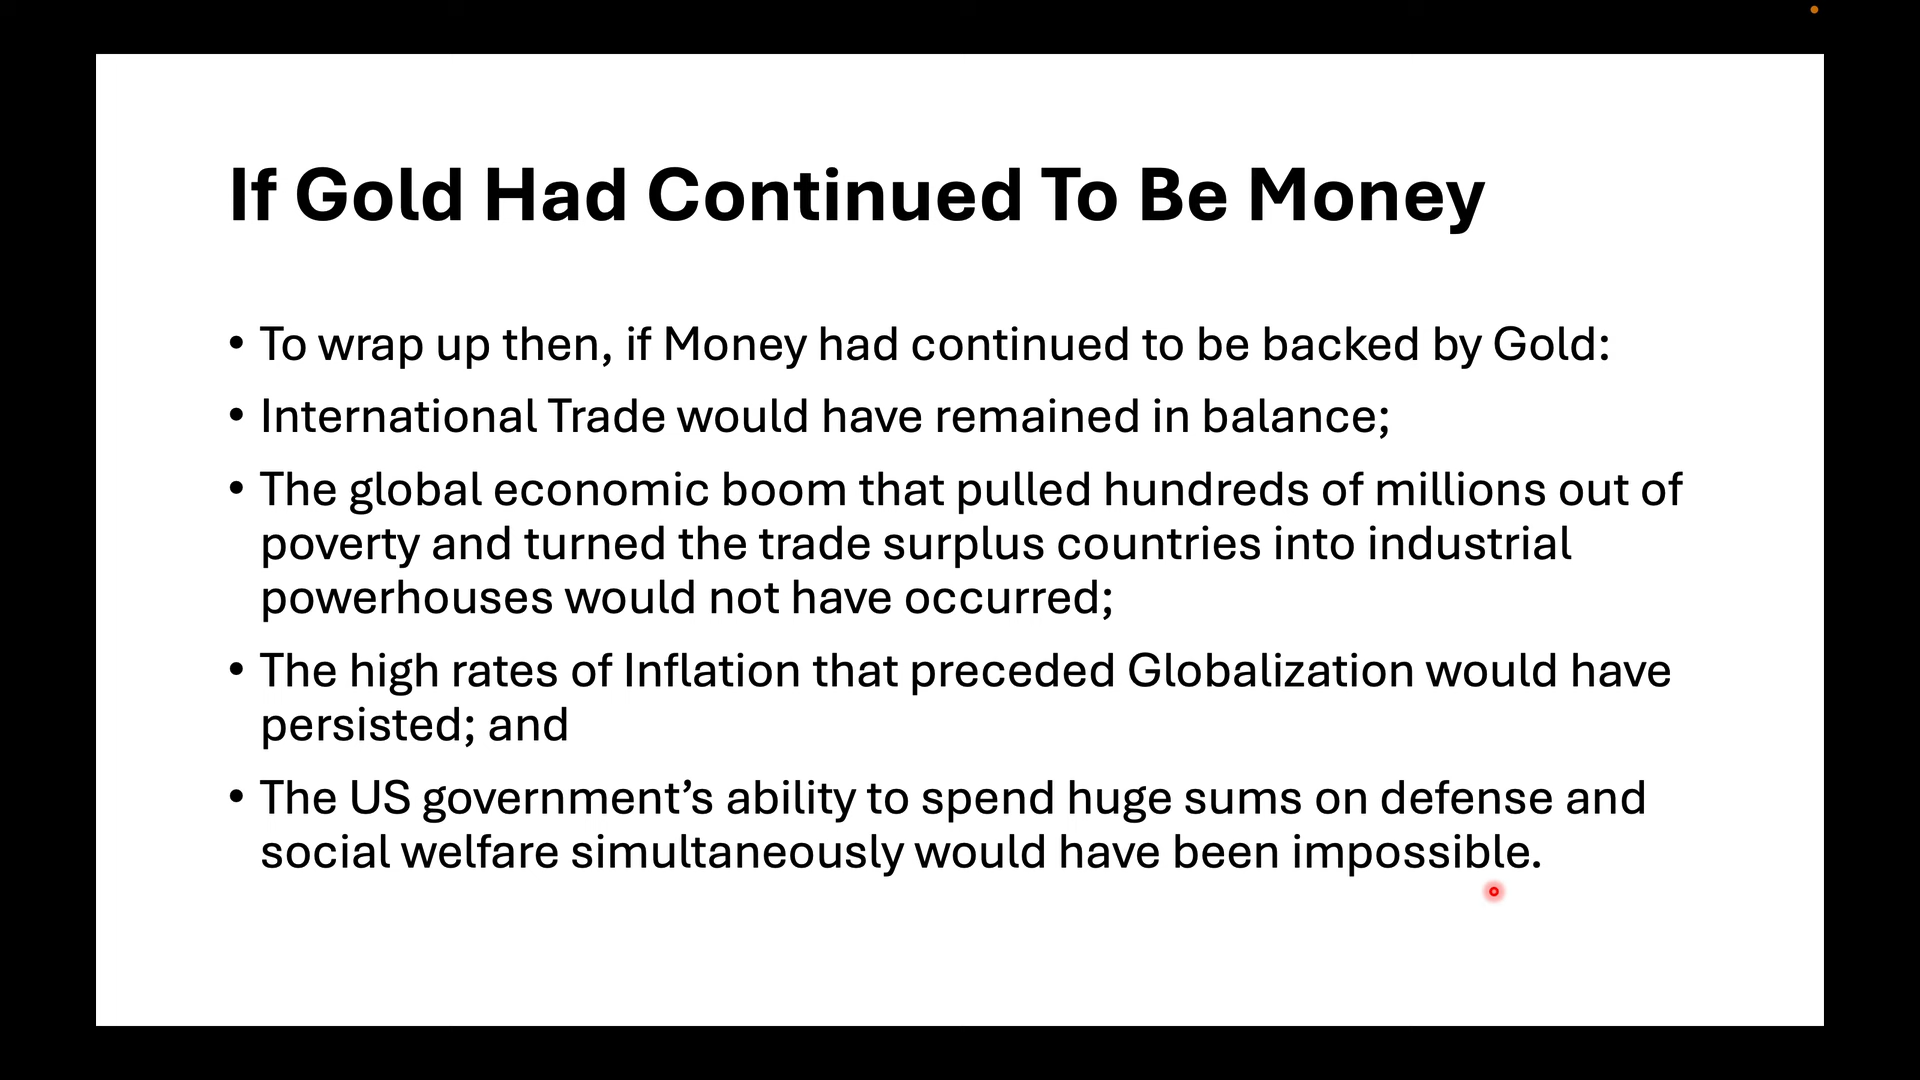 If Gold Had Continued To Be Money
• To wrap up then, if Money had continued to be backed by Gold:
• International Trade would have remained in balance;
• The global economic boom that pulled hundreds of millions out of
poverty and turned the trade surplus countries into industrial
powerhouses would not have occurred;
• The high rates of Inflation that preceded Globalization would have
persisted; and
• The US government’s ability to spend huge sums on defense and
social welfare simultaneously would have been impossible.